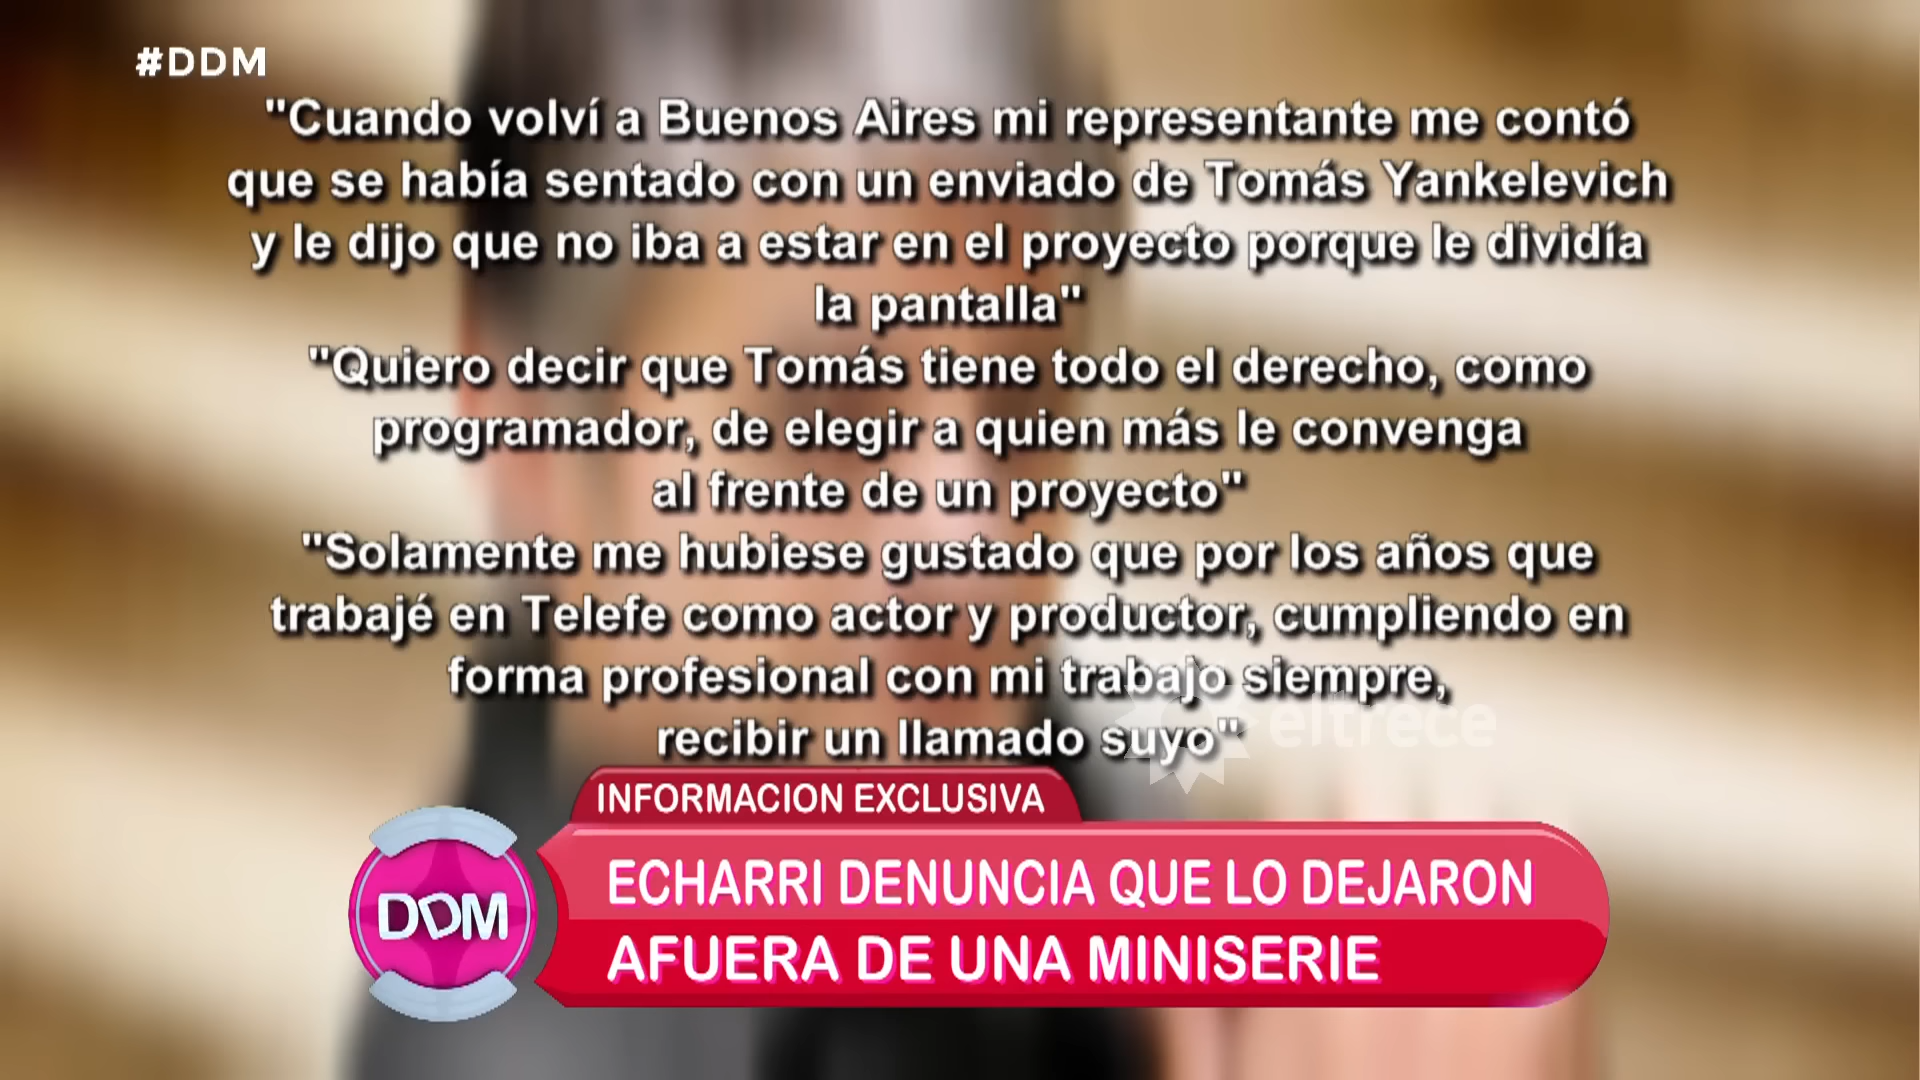 #DDM
"Cuando volví a Buenos Aires mi representante me contó
que se había sentado con un enviado de Tomás Yankelevich
y le dijo que no iba a estar en el proyecto porque le dividía
la pantalla"
"Quiero decir que Tomás tiene todo el derecho, como
programador, de elegir a quien más le convenga
al frente de un proyecto"
"Solamente me hubiese gustado que por los años que
trabajé en Telefe como actor y productor, cumpliendo en
forma profesional con mi trabajo siempre,
recibir un llamado suyo"
eltrece
INFORMACION EXCLUSIVA
DDM
ECHARRI DENUNCIA QUE LO DEJARON
AFUERA DE UNA MINISERIE